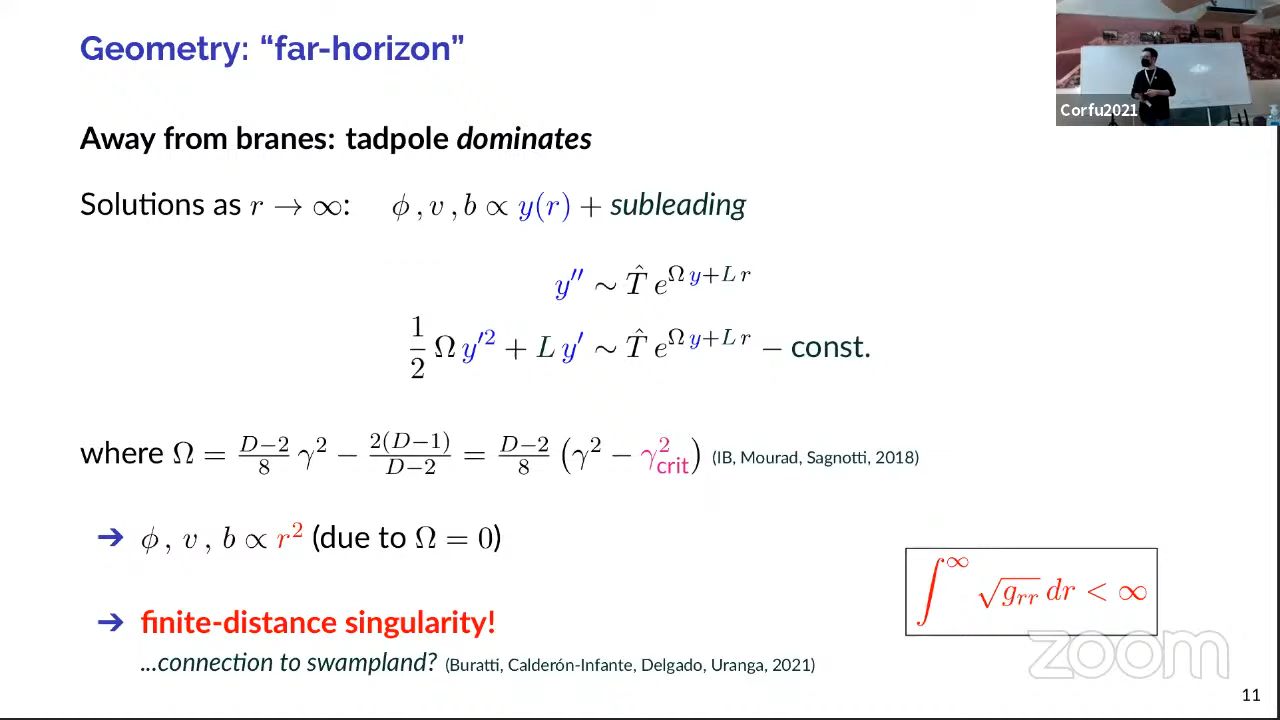 Geometry: “far-horizon”
Corfu2021
Away from branes: tadpole dominates
Solutions as r → ∞: ϕ , v , b ∝ y(r) + subleading
y′′ ∼ T̂ e^{Ω y+L r}
1/2 Ω y′² + L y′ ∼ T̂ e^{Ω y+L r} − const.
where Ω = (D−2)/8 γ² − 2(D−1)/(D−2) = (D−2)/8 (γ² − γ²_crit) (IB, Mourad, Sagnotti, 2018)
➔ ϕ , v , b ∝ r² (due to Ω = 0)
∫^∞ √g_rr dr < ∞
➔ finite-distance singularity!
...connection to swampland? (Buratti, Calderón-Infante, Delgado, Uranga, 2021)
zoom
11